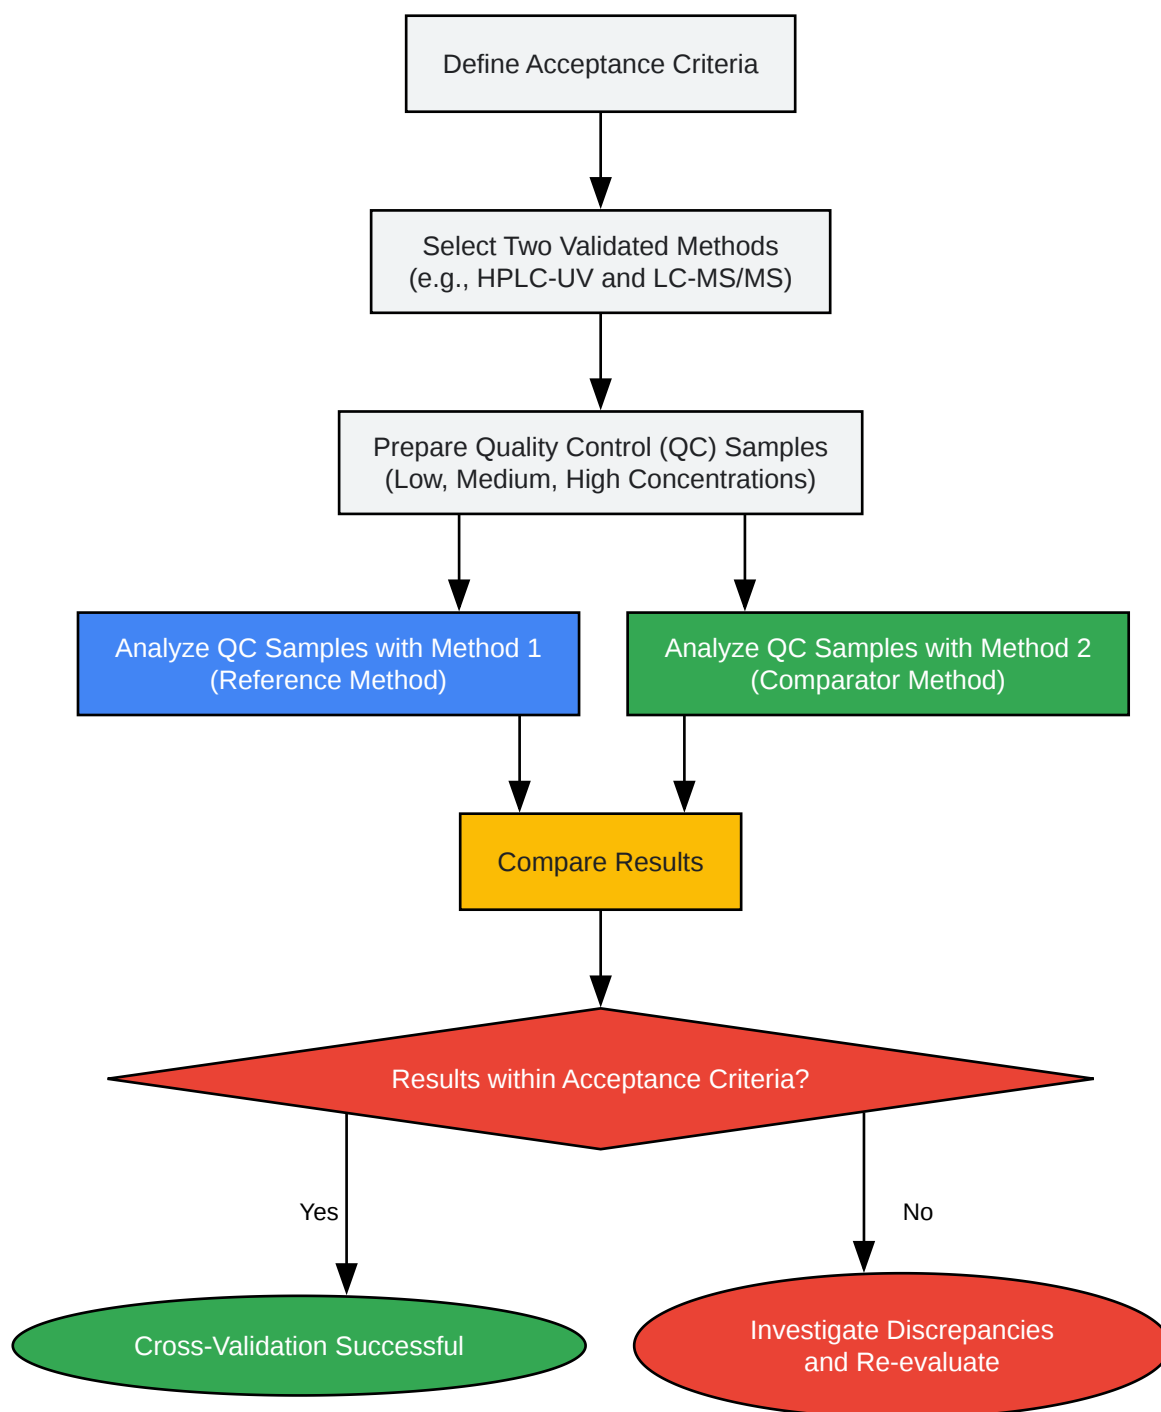 Define Acceptance Criteria
Select Two Validated Methods
(e.g., HPLC-UV and LC-MS/MS)
Prepare Quality Control (QC) Samples
(Low, Medium, High Concentrations)
Analyze QC Samples with Method 1
(Reference Method)
Analyze QC Samples with Method 2
(Comparator Method)
Compare Results
Results within Acceptance Criteria?
Yes
No
Cross-Validation Successful
Investigate Discrepancies
and Re-evaluate